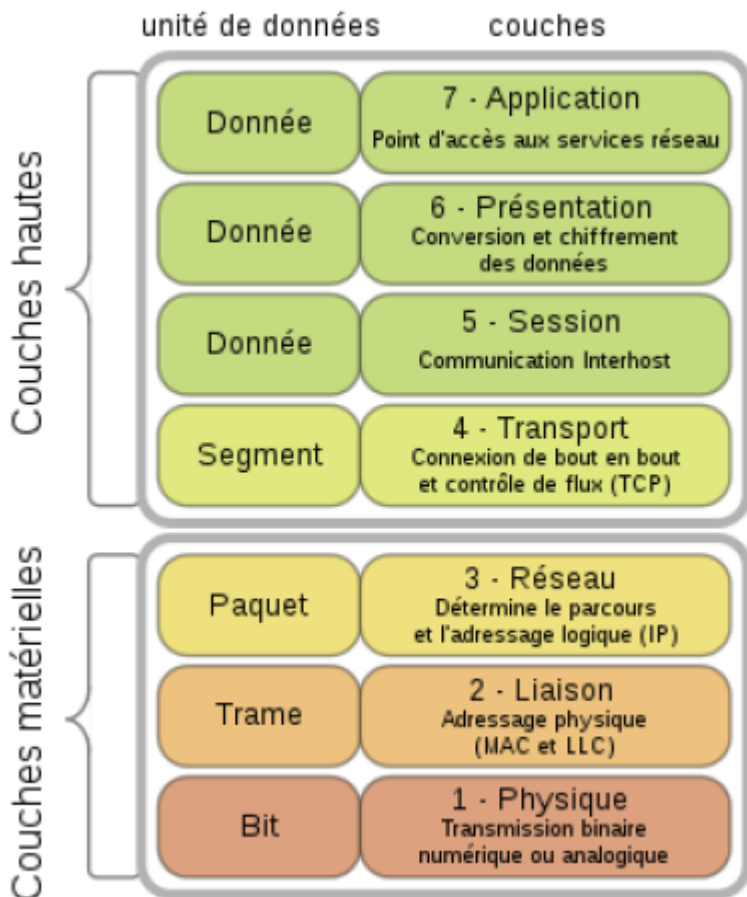 unité de données
couches
Couches hautes
Donnée
7 - Application
Point d'accès aux services réseau
Donnée
6 - Présentation
Conversion et chiffrement
des données
Donnée
5 - Session
Communication Interhost
Segment
4 - Transport
Connexion de bout en bout
et contrôle de flux (TCP)
Couches matérielles
Paquet
3 - Réseau
Détermine le parcours
et l'adressage logique (IP)
Trame
2 - Liaison
Adressage physique
(MAC et LLC)
Bit
1 - Physique
Transmission binaire
numérique ou analogique